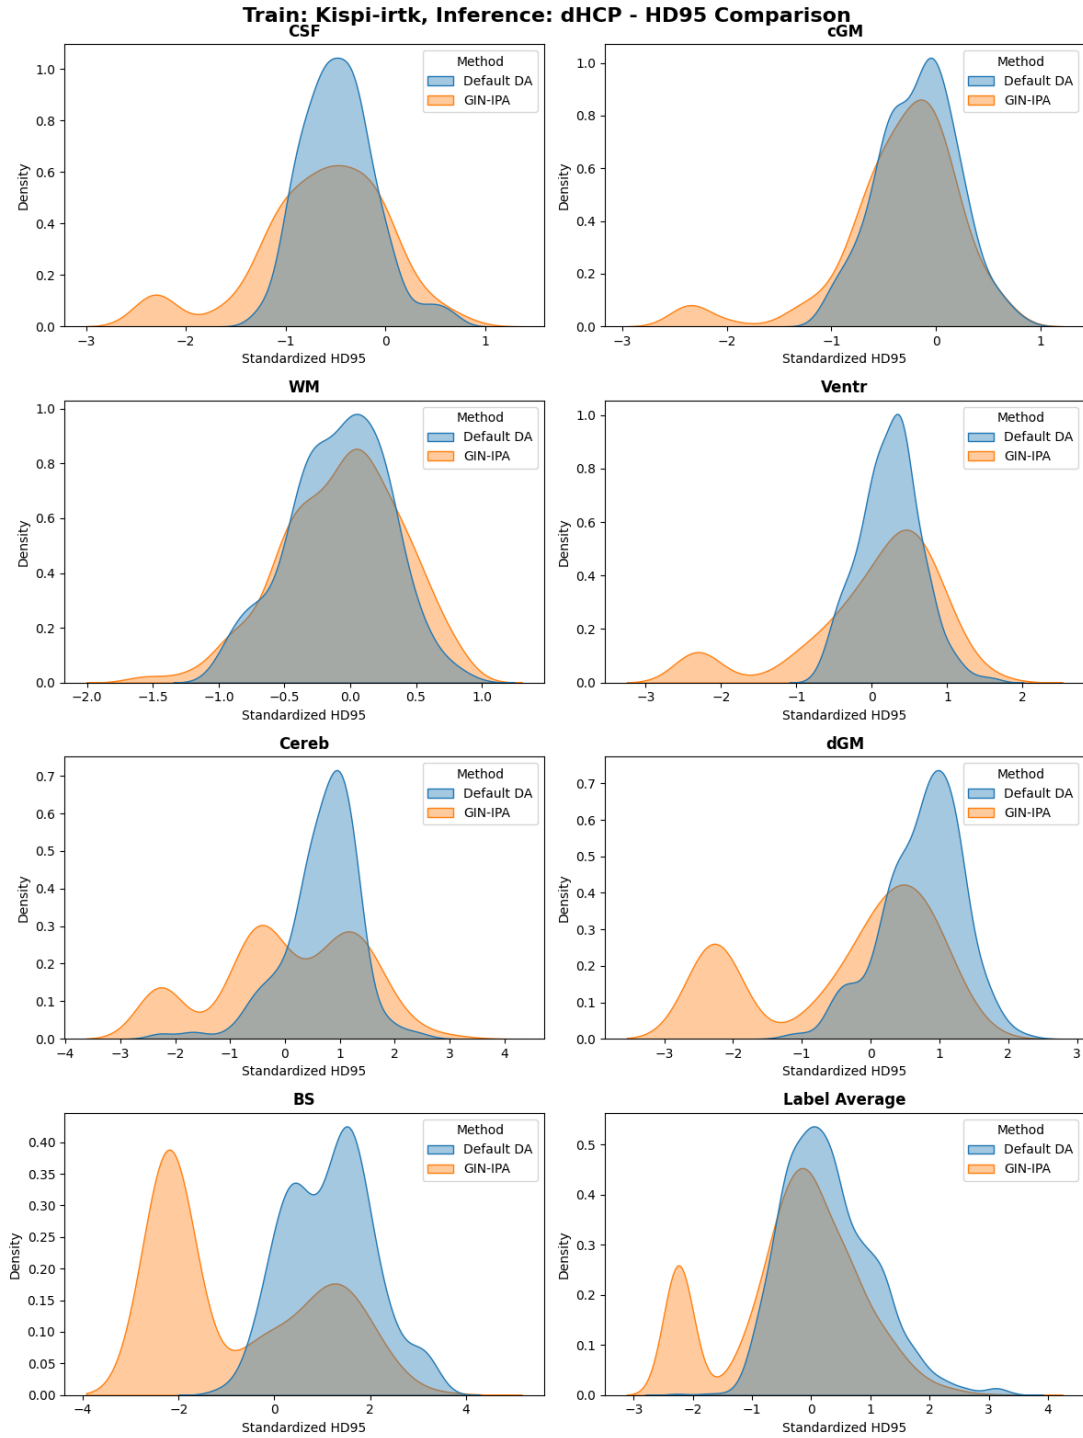 Train: Kispi-irtk, Inference: dHCP - HD95 Comparison
CSF
Density
1.0
0.8
0.6
0.4
0.2
0.0
−3 −2 −1 0 1
Standardized HD95
Method
Default DA
GIN-IPA
cGM
Density
1.0
0.8
0.6
0.4
0.2
0.0
−3 −2 −1 0 1
Standardized HD95
Method
Default DA
GIN-IPA
WM
Density
1.0
0.8
0.6
0.4
0.2
0.0
−2.0 −1.5 −1.0 −0.5 0.0 0.5 1.0
Standardized HD95
Method
Default DA
GIN-IPA
Ventr
Density
1.0
0.8
0.6
0.4
0.2
0.0
−3 −2 −1 0 1 2
Standardized HD95
Method
Default DA
GIN-IPA
Cereb
Density
0.7
0.6
0.5
0.4
0.3
0.2
0.1
0.0
−4 −3 −2 −1 0 1 2 3 4
Standardized HD95
Method
Default DA
GIN-IPA
dGM
Density
0.7
0.6
0.5
0.4
0.3
0.2
0.1
0.0
−3 −2 −1 0 1 2 3
Standardized HD95
Method
Default DA
GIN-IPA
BS
Density
0.40
0.35
0.30
0.25
0.20
0.15
0.10
0.05
0.00
−4 −2 0 2 4
Standardized HD95
Method
Default DA
GIN-IPA
Label Average
Density
0.5
0.4
0.3
0.2
0.1
0.0
−3 −2 −1 0 1 2 3 4
Standardized HD95
Method
Default DA
GIN-IPA